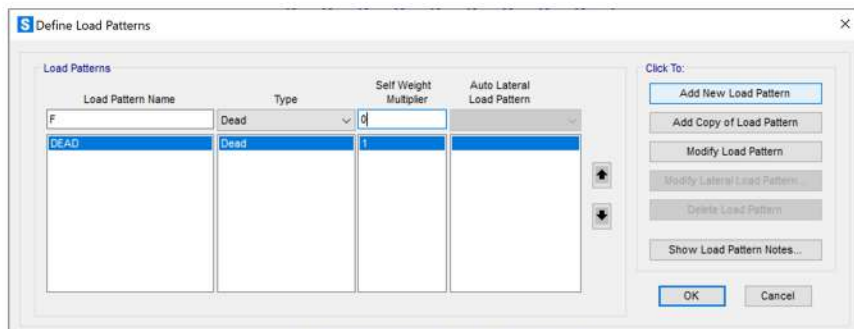 S Define Load Patterns
Load Patterns
Click To:
Load Pattern Name
Type
Self Weight
Multiplier
Auto Lateral
Load Pattern
F
Dead
0
DEAD
Dead
1
Add New Load Pattern
Add Copy of Load Pattern
Modify Load Pattern
Modify Lateral Load Pattern...
Delete Load Pattern
Show Load Pattern Notes...
OK
Cancel